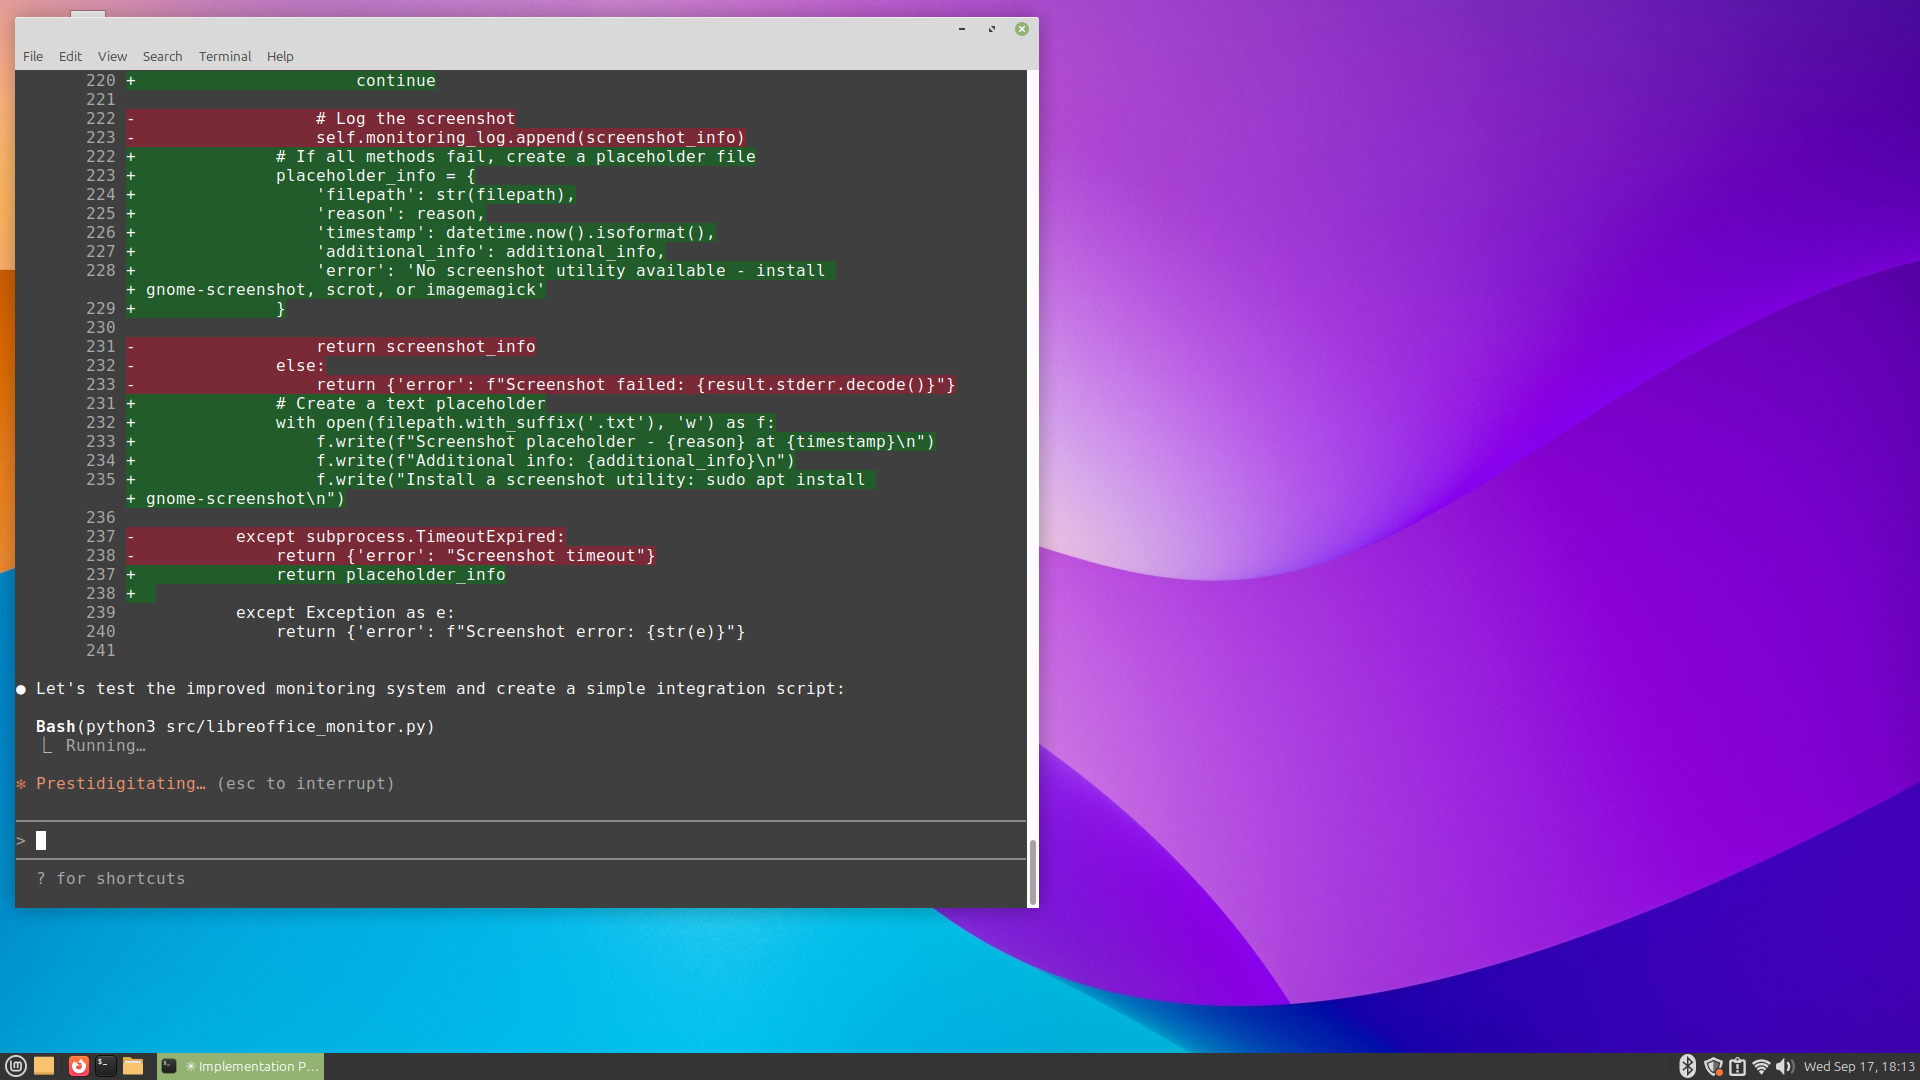 File Edit View Search Terminal Help
220 + continue
221
222 - # Log the screenshot
223 - self.monitoring_log.append(screenshot_info)
222 + # If all methods fail, create a placeholder file
223 + placeholder_info = {
224 + 'filepath': str(filepath),
225 + 'reason': reason,
226 + 'timestamp': datetime.now().isoformat(),
227 + 'additional_info': additional_info,
228 + 'error': 'No screenshot utility available - install
+ gnome-screenshot, scrot, or imagemagick'
229 + }
230
231 - return screenshot_info
232 - else:
233 - return {'error': f"Screenshot failed: {result.stderr.decode()}"}
231 + # Create a text placeholder
232 + with open(filepath.with_suffix('.txt'), 'w') as f:
233 + f.write(f"Screenshot placeholder - {reason} at {timestamp}\n")
234 + f.write(f"Additional info: {additional_info}\n")
235 + f.write("Install a screenshot utility: sudo apt install
+ gnome-screenshot\n")
236
237 - except subprocess.TimeoutExpired:
238 - return {'error': "Screenshot timeout"}
237 + return placeholder_info
238 +
239 except Exception as e:
240 return {'error': f"Screenshot error: {str(e)}"}
241
● Let's test the improved monitoring system and create a simple integration script:
Bash(python3 src/libreoffice_monitor.py)
⎿ Running…
✻ Prestidigitating… (esc to interrupt)
>
? for shortcuts
✳ Implementation P…
Wed Sep 17, 18:13